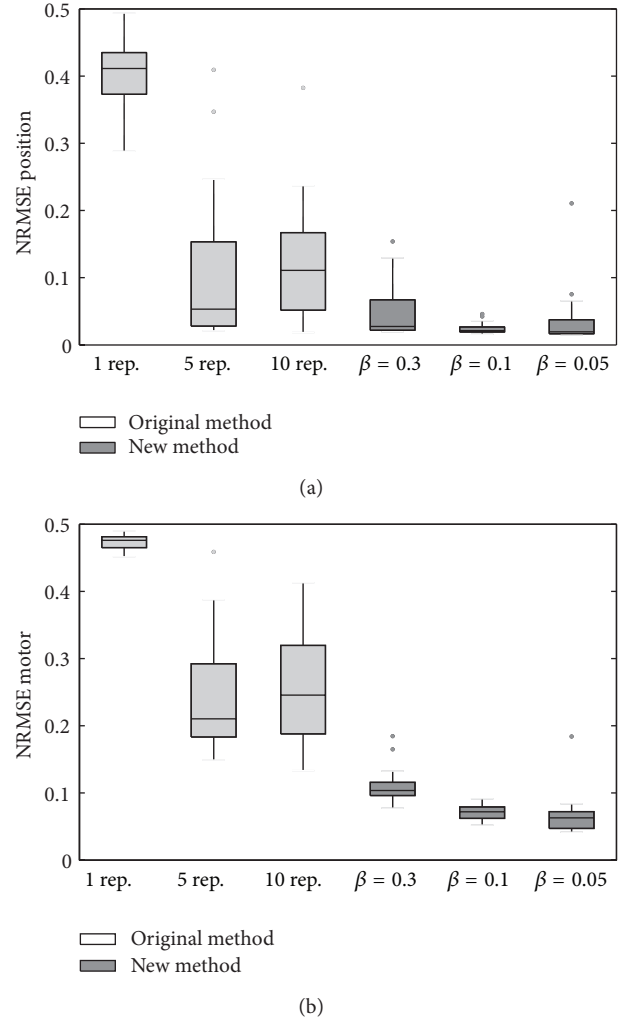 0.5
0.4
0.3
0.2
0.1
0
NRMSE position
1 rep. 5 rep. 10 rep. β = 0.3 β = 0.1 β = 0.05
Original method
New method
(a)
0.5
0.4
0.3
0.2
0.1
0
NRMSE motor
1 rep. 5 rep. 10 rep. β = 0.3 β = 0.1 β = 0.05
Original method
New method
(b)